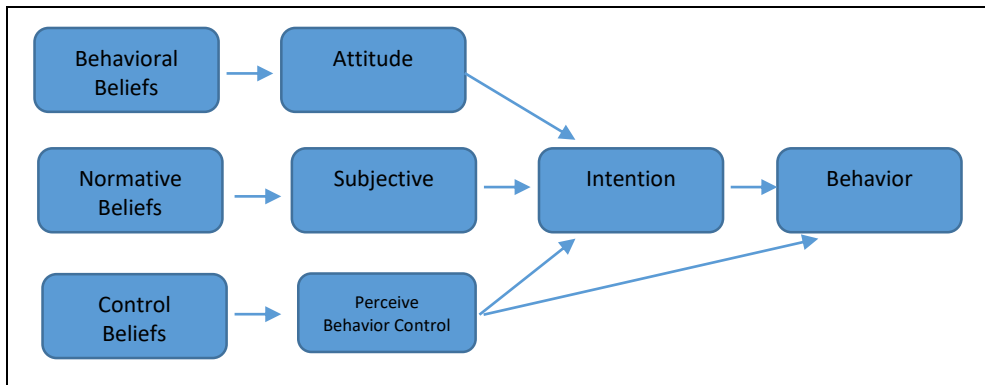 Behavioral
Beliefs
Attitude
Normative
Beliefs
Subjective
Intention
Behavior
Control
Beliefs
Perceive
Behavior Control